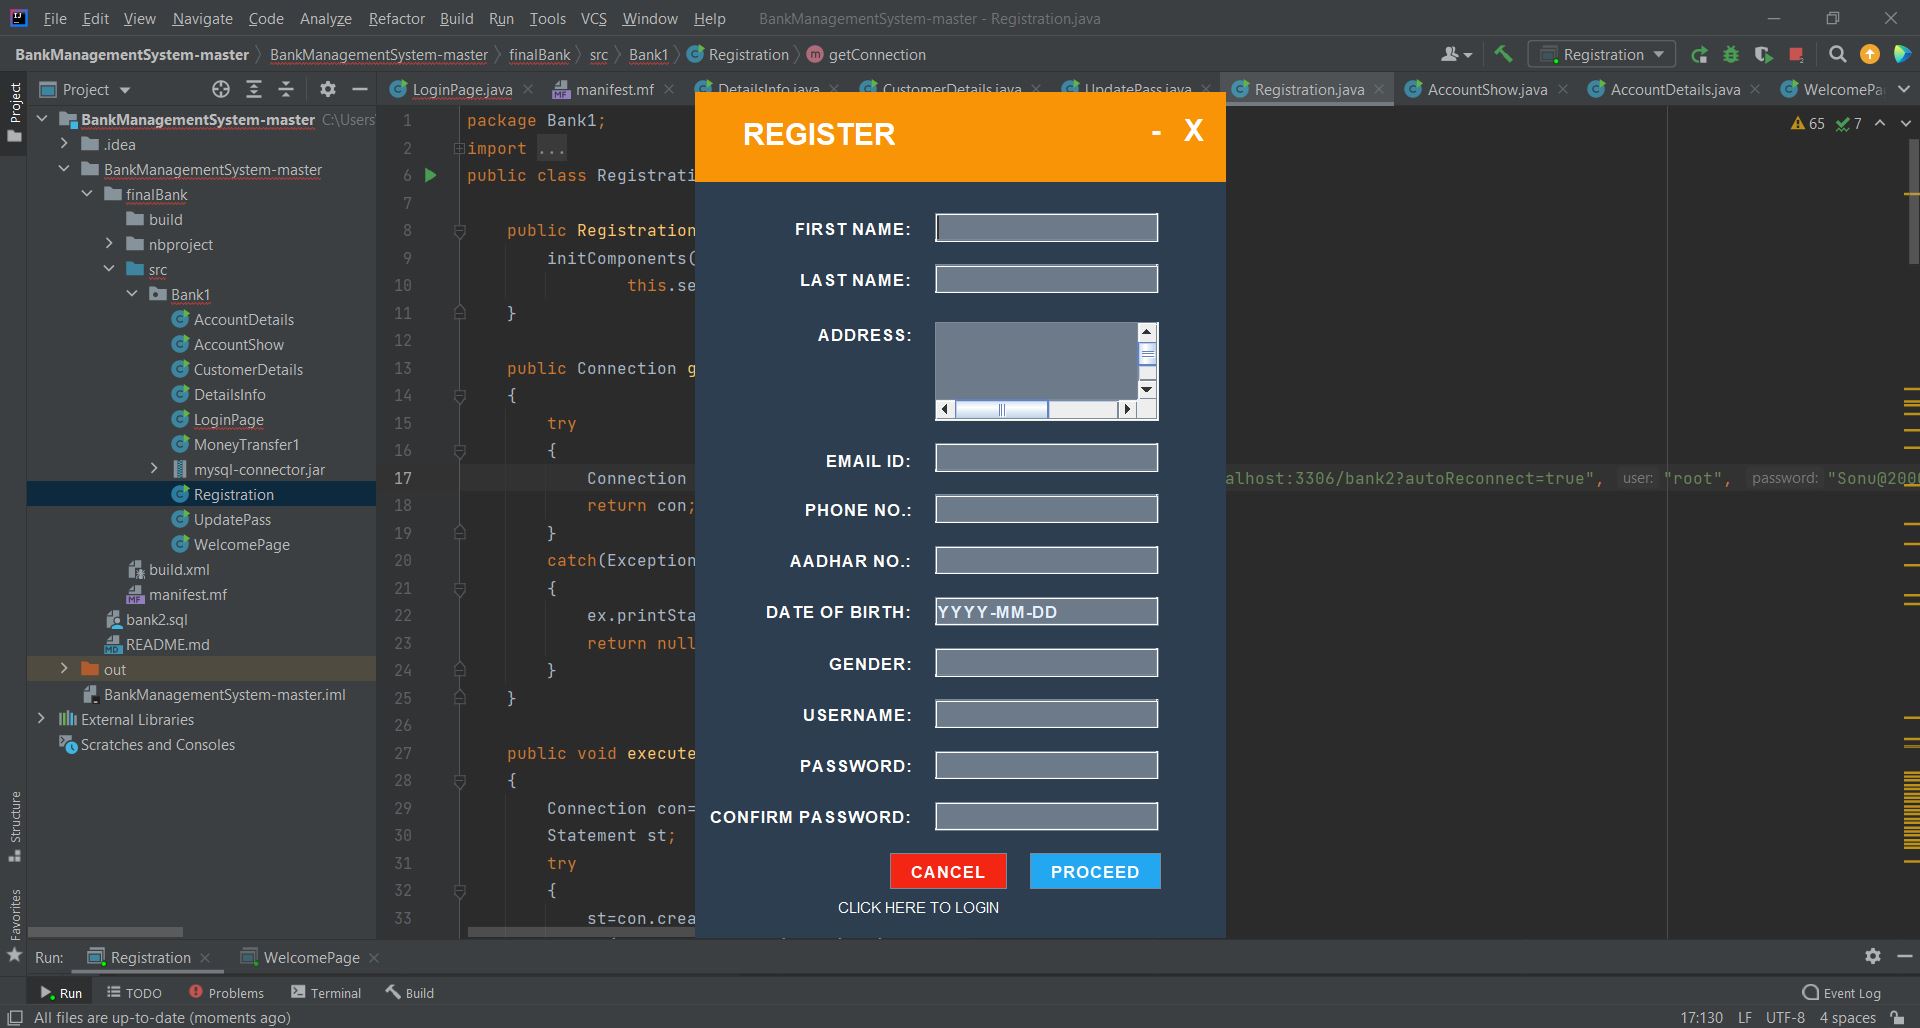 File Edit View Navigate Code Analyze Refactor Build Run Tools VCS Window Help BankManagementSystem-master - Registration.java
BankManagementSystem-master BankManagementSystem-master finalBank src Bank1 Registration getConnection Registration
Project LoginPage.java manifest.mf DetailsInfo.java CustomerDetails.java UpdatePass.java Registration.java AccountShow.java AccountDetails.java WelcomePa
Project
BankManagementSystem-master C:\Users
.idea
BankManagementSystem-master
finalBank
build
nbproject
src
Bank1
AccountDetails
AccountShow
CustomerDetails
DetailsInfo
LoginPage
MoneyTransfer1
mysql-connector.jar
Registration
UpdatePass
WelcomePage
build.xml
manifest.mf
bank2.sql
README.md
out
BankManagementSystem-master.iml
External Libraries
Scratches and Consoles
Structure
Favorites
65 7
1 package Bank1;
2 import ...
6 public class Registrati
7
8 public Registration
9 initComponents(
10 this.se
11 }
12
13 public Connection g
14 {
15 try
16 {
17 Connection alhost:3306/bank2?autoReconnect=true", user: "root", password: "Sonu@200
18 return con;
19 }
20 catch(Exception
21 {
22 ex.printSta
23 return null
24 }
25 }
26
27 public void execute
28 {
29 Connection con=
30 Statement st;
31 try
32 {
33 st=con.crea
REGISTER - X
FIRST NAME:
LAST NAME:
ADDRESS:
EMAIL ID:
PHONE NO.:
AADHAR NO.:
DATE OF BIRTH: YYYY-MM-DD
GENDER:
USERNAME:
PASSWORD:
CONFIRM PASSWORD:
CANCEL PROCEED
CLICK HERE TO LOGIN
Run: Registration WelcomePage
Run TODO Problems Terminal Build Event Log
All files are up-to-date (moments ago) 17:130 LF UTF-8 4 spaces